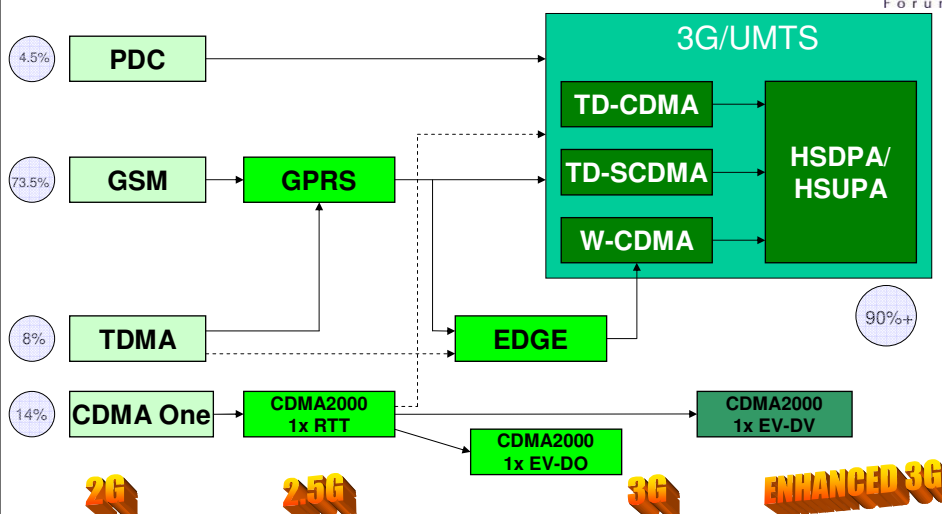 Forum
3G/UMTS
4.5%
PDC
TD-CDMA
HSDPA/
HSUPA
73.5%
GSM
GPRS
TD-SCDMA
W-CDMA
90%+
8%
TDMA
EDGE
14%
CDMA One
CDMA2000
1x RTT
CDMA2000
1x EV-DV
CDMA2000
1x EV-DO
2G
2.5G
3G
ENHANCED 3G